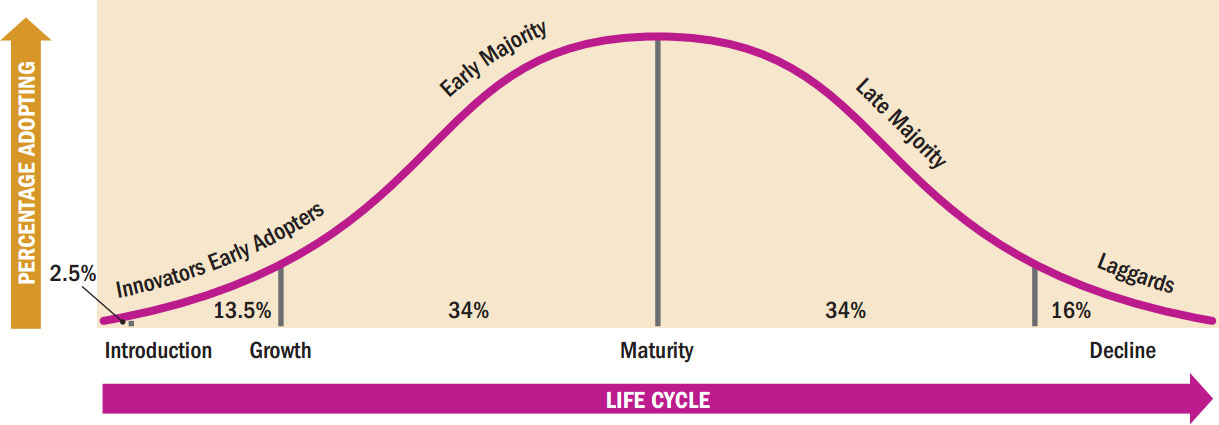 PERCENTAGE ADOPTING
Early Majority
Late Majority
Innovators Early Adopters
Laggards
2.5%
13.5%
34%
34%
16%
Introduction
Growth
Maturity
Decline
LIFE CYCLE